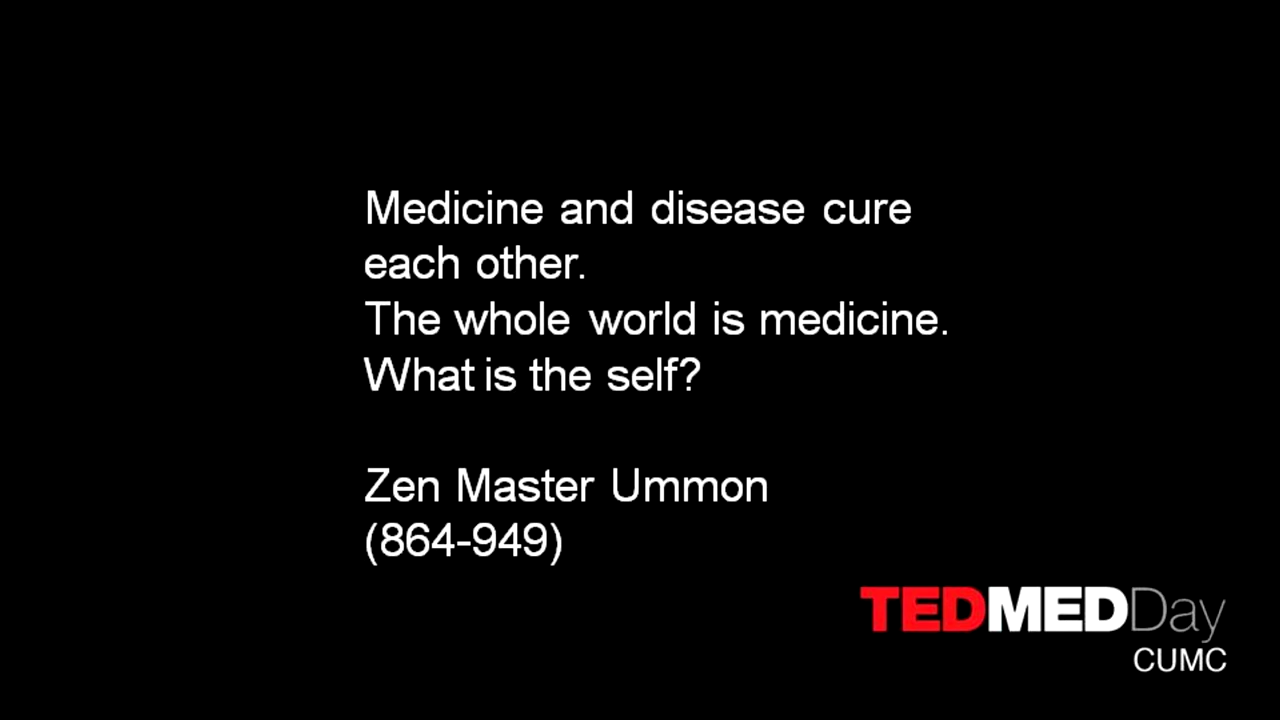 Medicine and disease cure
each other.
The whole world is medicine.
What is the self?
Zen Master Ummon
(864-949)
TEDMEDDay
CUMC